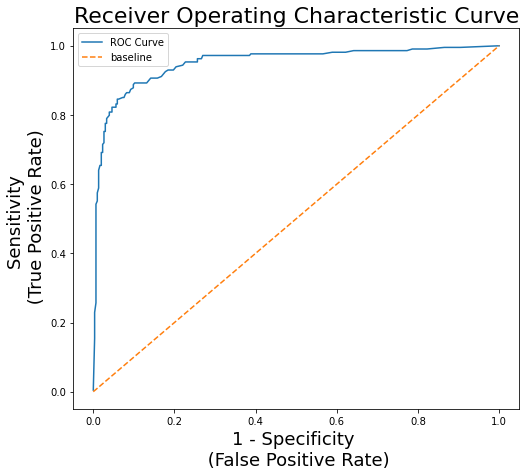 Receiver Operating Characteristic Curve
ROC Curve
baseline
1.0
0.8
0.6
0.4
0.2
0.0
Sensitivity
(True Positive Rate)
0.0 0.2 0.4 0.6 0.8 1.0
1 - Specificity
(False Positive Rate)